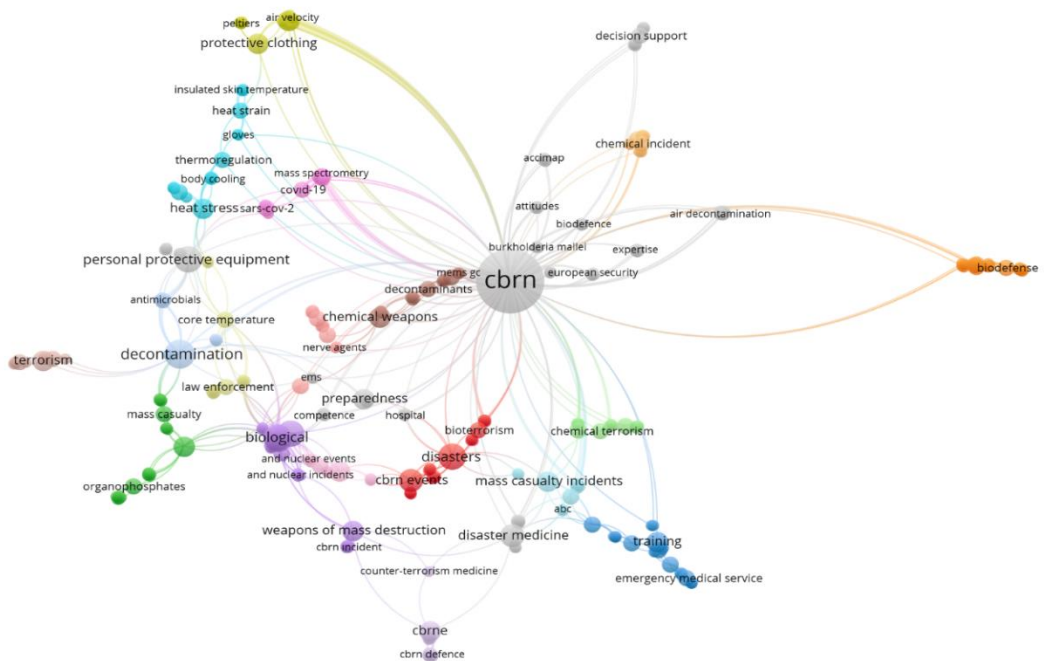 air velocity
peltiers
protective clothing
decision support
insulated skin temperature
heat strain
gloves
chemical incident
thermoregulation
accimap
mass spectrometry
body cooling
covid-19
heat stress
sars-cov-2
attitudes
air decontamination
biodefence
burkholderia mallei
expertise
personal protective equipment
mems gc
european security
biodefense
cbrn
decontaminants
antimicrobials
chemical weapons
core temperature
nerve agents
decontamination
terrorism
ems
law enforcement
preparedness
mass casualty
competence
hospital
biological
bioterrorism
chemical terrorism
and nuclear events
disasters
and nuclear incidents
cbrn events
mass casualty incidents
organophosphates
abc
weapons of mass destruction
disaster medicine
training
cbrn incident
counter-terrorism medicine
emergency medical service
cbrne
cbrn defence